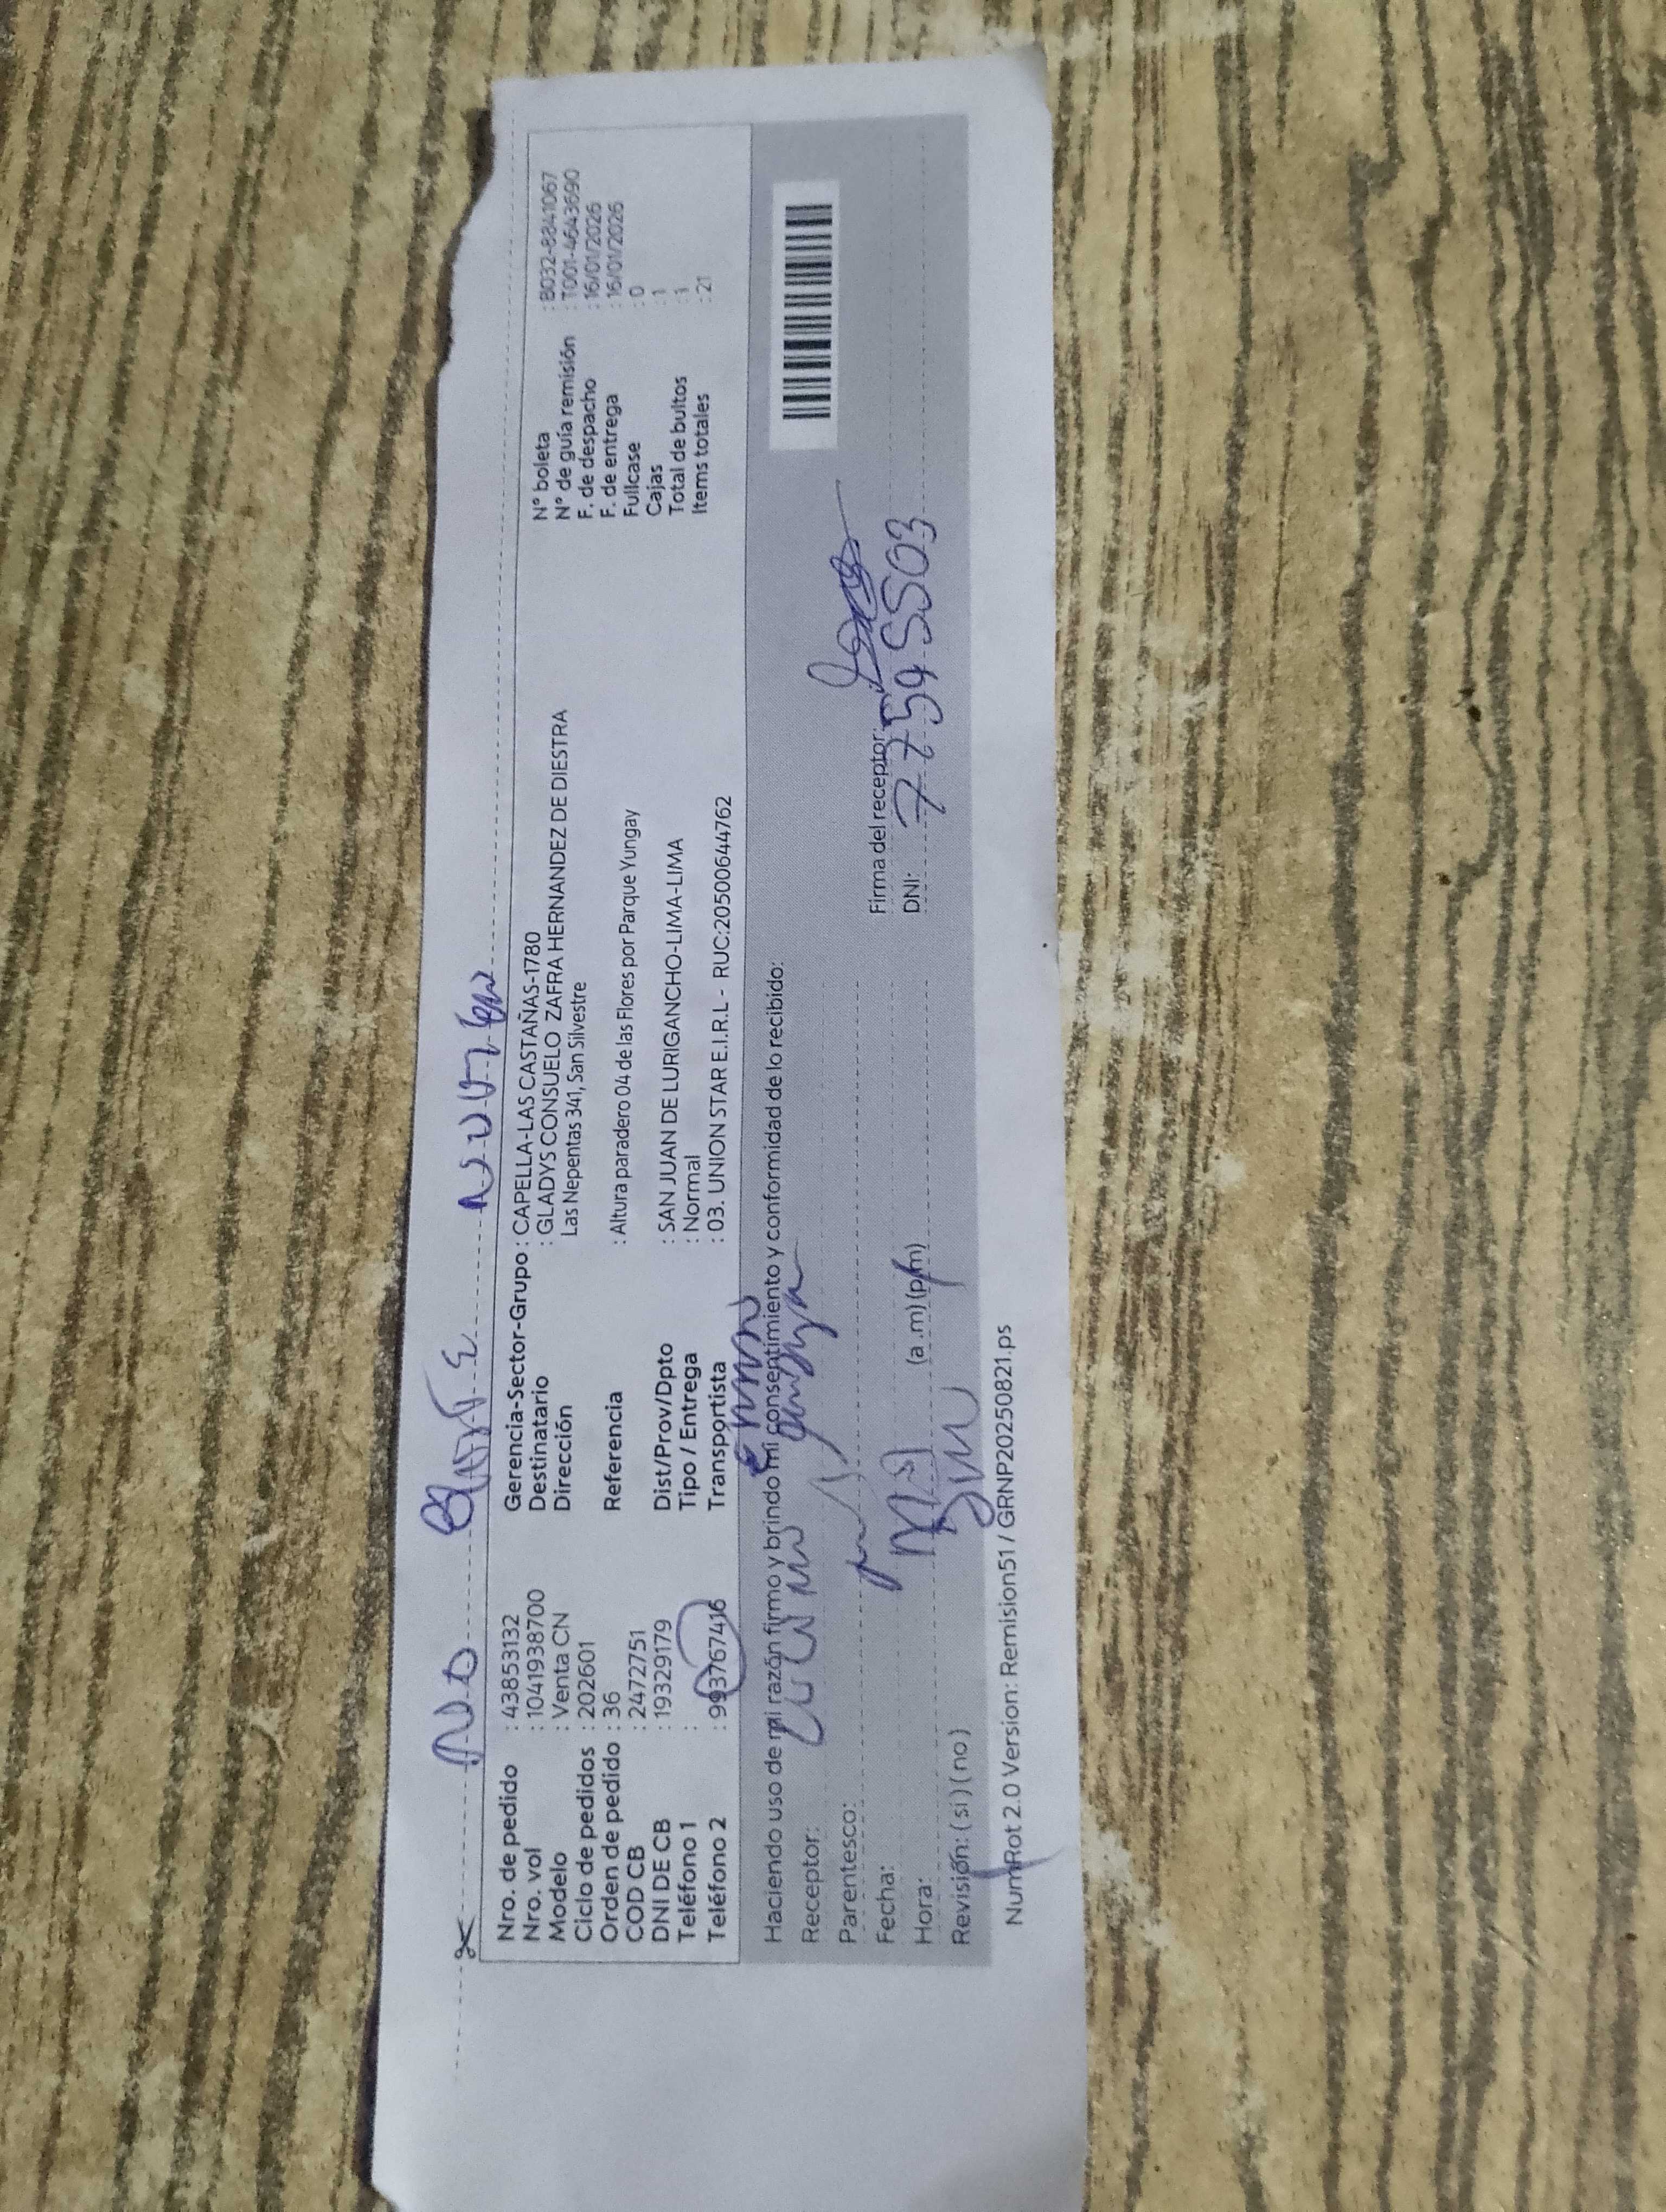 Nro. de pedido : 43853132
Nro. vol : 1041938700
Modelo : Venta CN
Ciclo de pedidos : 202601
Orden de pedido : 36
COD CB : 2472751
DNI DE CB : 19329179
Teléfono 1 :
Teléfono 2 : 993767416
Gerencia-Sector-Grupo : CAPELLA-LAS CASTAÑAS-1780
Destinatario : GLADYS CONSUELO ZAFRA HERNANDEZ DE DIESTRA
Dirección Las Nepentas 341, San Silvestre
Referencia : Altura paradero 04 de las Flores por Parque Yungay
Dist/Prov/Dpto : SAN JUAN DE LURIGANCHO-LIMA-LIMA
Tipo / Entrega : Normal
Transportista : 03. UNION STAR E.I.R.L - RUC:20500644762
N° boleta : B032-8841067
N° de guía remisión : T001-4643690
F. de despacho : 16/01/2026
F. de entrega : 16/01/2026
Fullcase : 0
Cajas : 1
Total de bultos : 1
Items totales : 21
Haciendo uso de mi razón firmo y brindo mi consentimiento y conformidad de lo recibido:
Receptor:
Parentesco:
Fecha:
Hora: (a .m) (p/m)
Revisión: ( si ) ( no )
Firma del receptor:
DNI: 77595503
NumRot 2.0 Version: Remision51 / GRNP20250821.ps